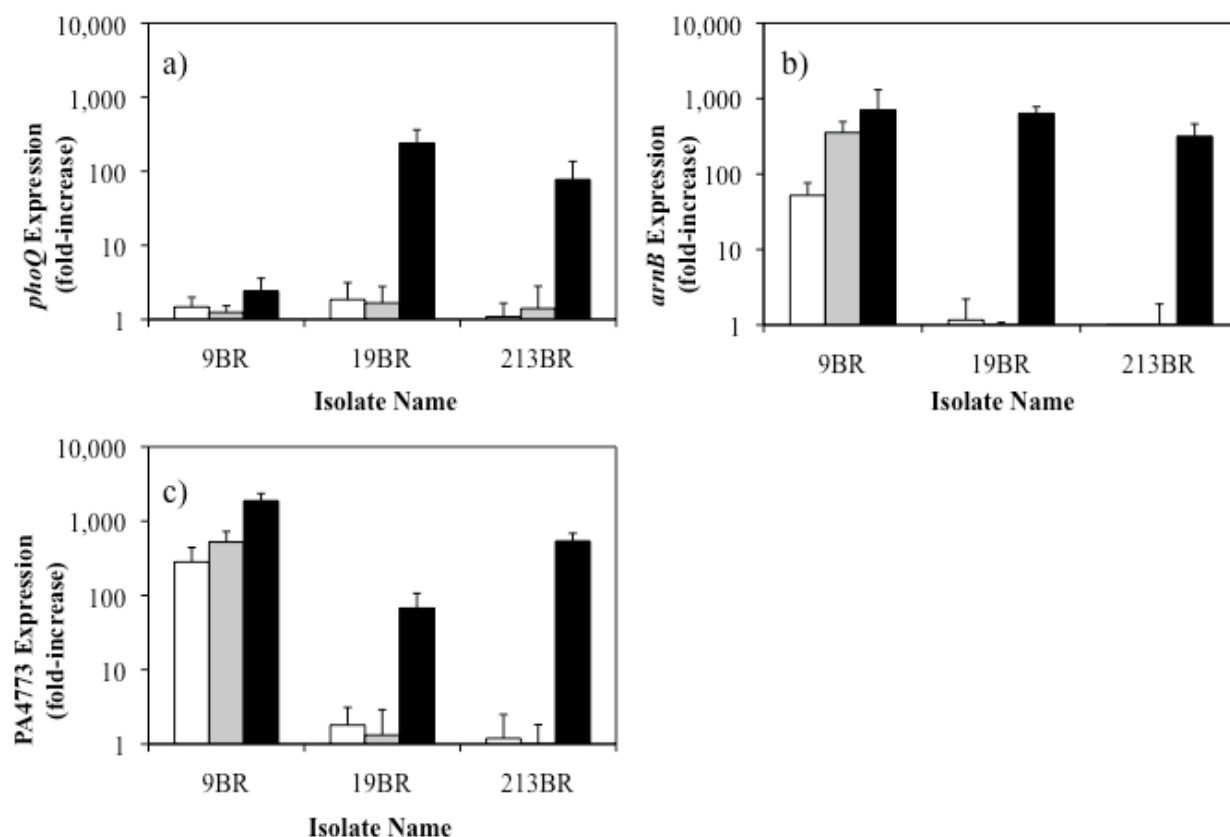 a)
10,000
1,000
100
10
1
phoQ Expression
(fold-increase)
9BR 19BR 213BR
Isolate Name
b)
10,000
1,000
100
10
1
arnB Expression
(fold-increase)
9BR 19BR 213BR
Isolate Name
c)
10,000
1,000
100
10
1
PA4773 Expression
(fold-increase)
9BR 19BR 213BR
Isolate Name